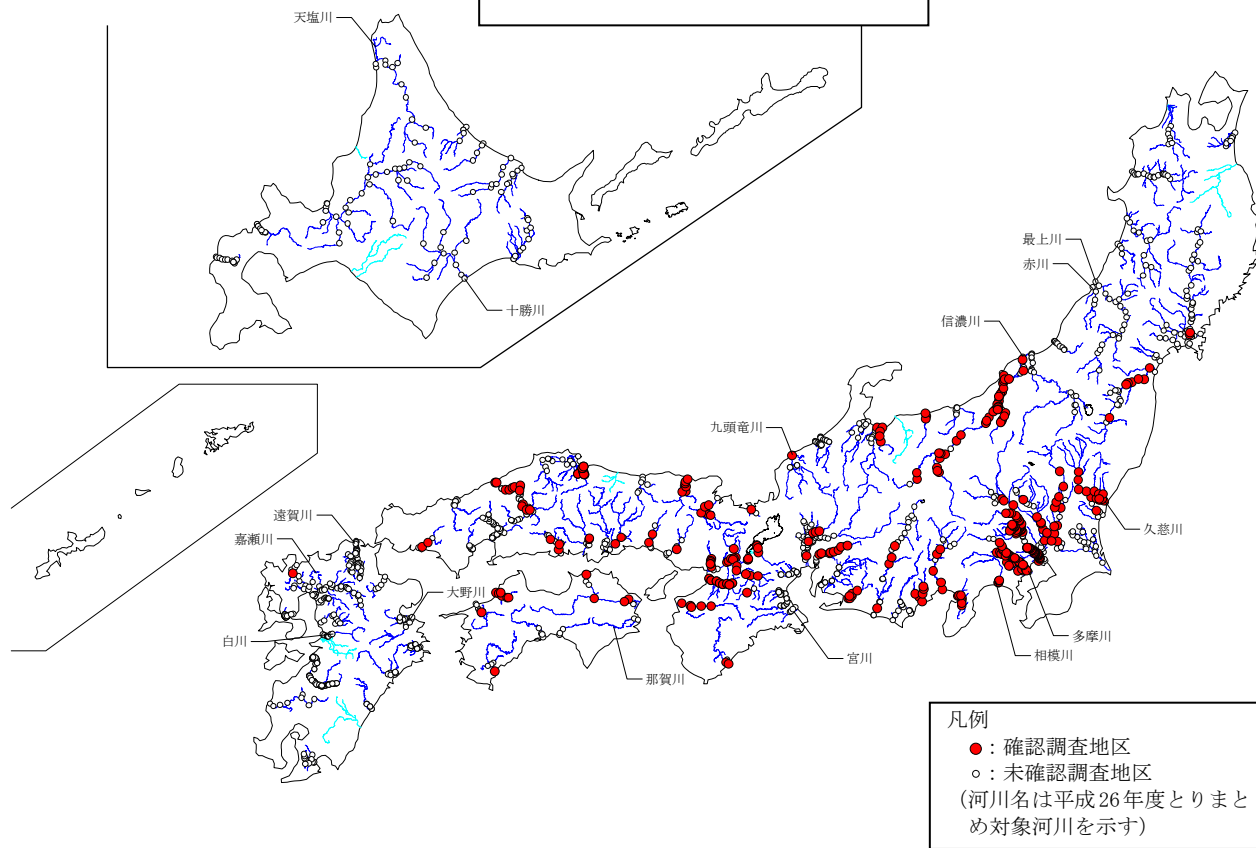 天塩川
十勝川
最上川
赤川
信濃川
九頭竜川
遠賀川
嘉瀬川
久慈川
大野川
白川
多摩川
相模川
宮川
那賀川
凡例
●：確認調査地区
○：未確認調査地区
(河川名は平成26年度とりまと
め対象河川を示す)